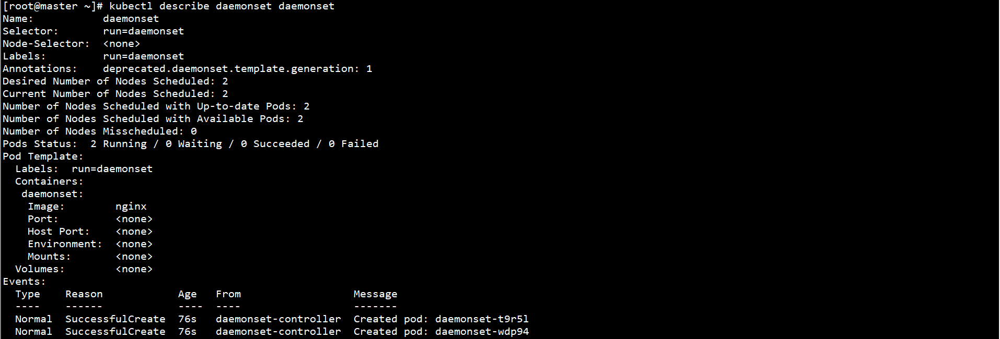 [root@master ~]# kubectl describe daemonset daemonset
Name:           daemonset
Selector:       run=daemonset
Node-Selector:  <none>
Labels:         run=daemonset
Annotations:    deprecated.daemonset.template.generation: 1
Desired Number of Nodes Scheduled: 2
Current Number of Nodes Scheduled: 2
Number of Nodes Scheduled with Up-to-date Pods: 2
Number of Nodes Scheduled with Available Pods: 2
Number of Nodes Misscheduled: 0
Pods Status:  2 Running / 0 Waiting / 0 Succeeded / 0 Failed
Pod Template:
  Labels:  run=daemonset
  Containers:
   daemonset:
    Image:        nginx
    Port:         <none>
    Host Port:    <none>
    Environment:  <none>
    Mounts:       <none>
  Volumes:        <none>
Events:
  Type    Reason            Age   From                  Message
  ----    ------            ----  ----                  -------
  Normal  SuccessfulCreate  76s   daemonset-controller  Created pod: daemonset-t9r5l
  Normal  SuccessfulCreate  76s   daemonset-controller  Created pod: daemonset-wdp94